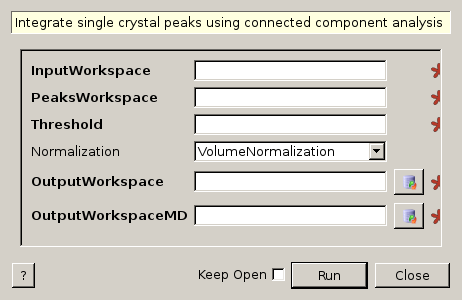 Integrate single crystal peaks using connected component analysis
InputWorkspace
PeaksWorkspace
Threshold
Normalization VolumeNormalization
OutputWorkspace
OutputWorkspaceMD
? Keep Open Run Close